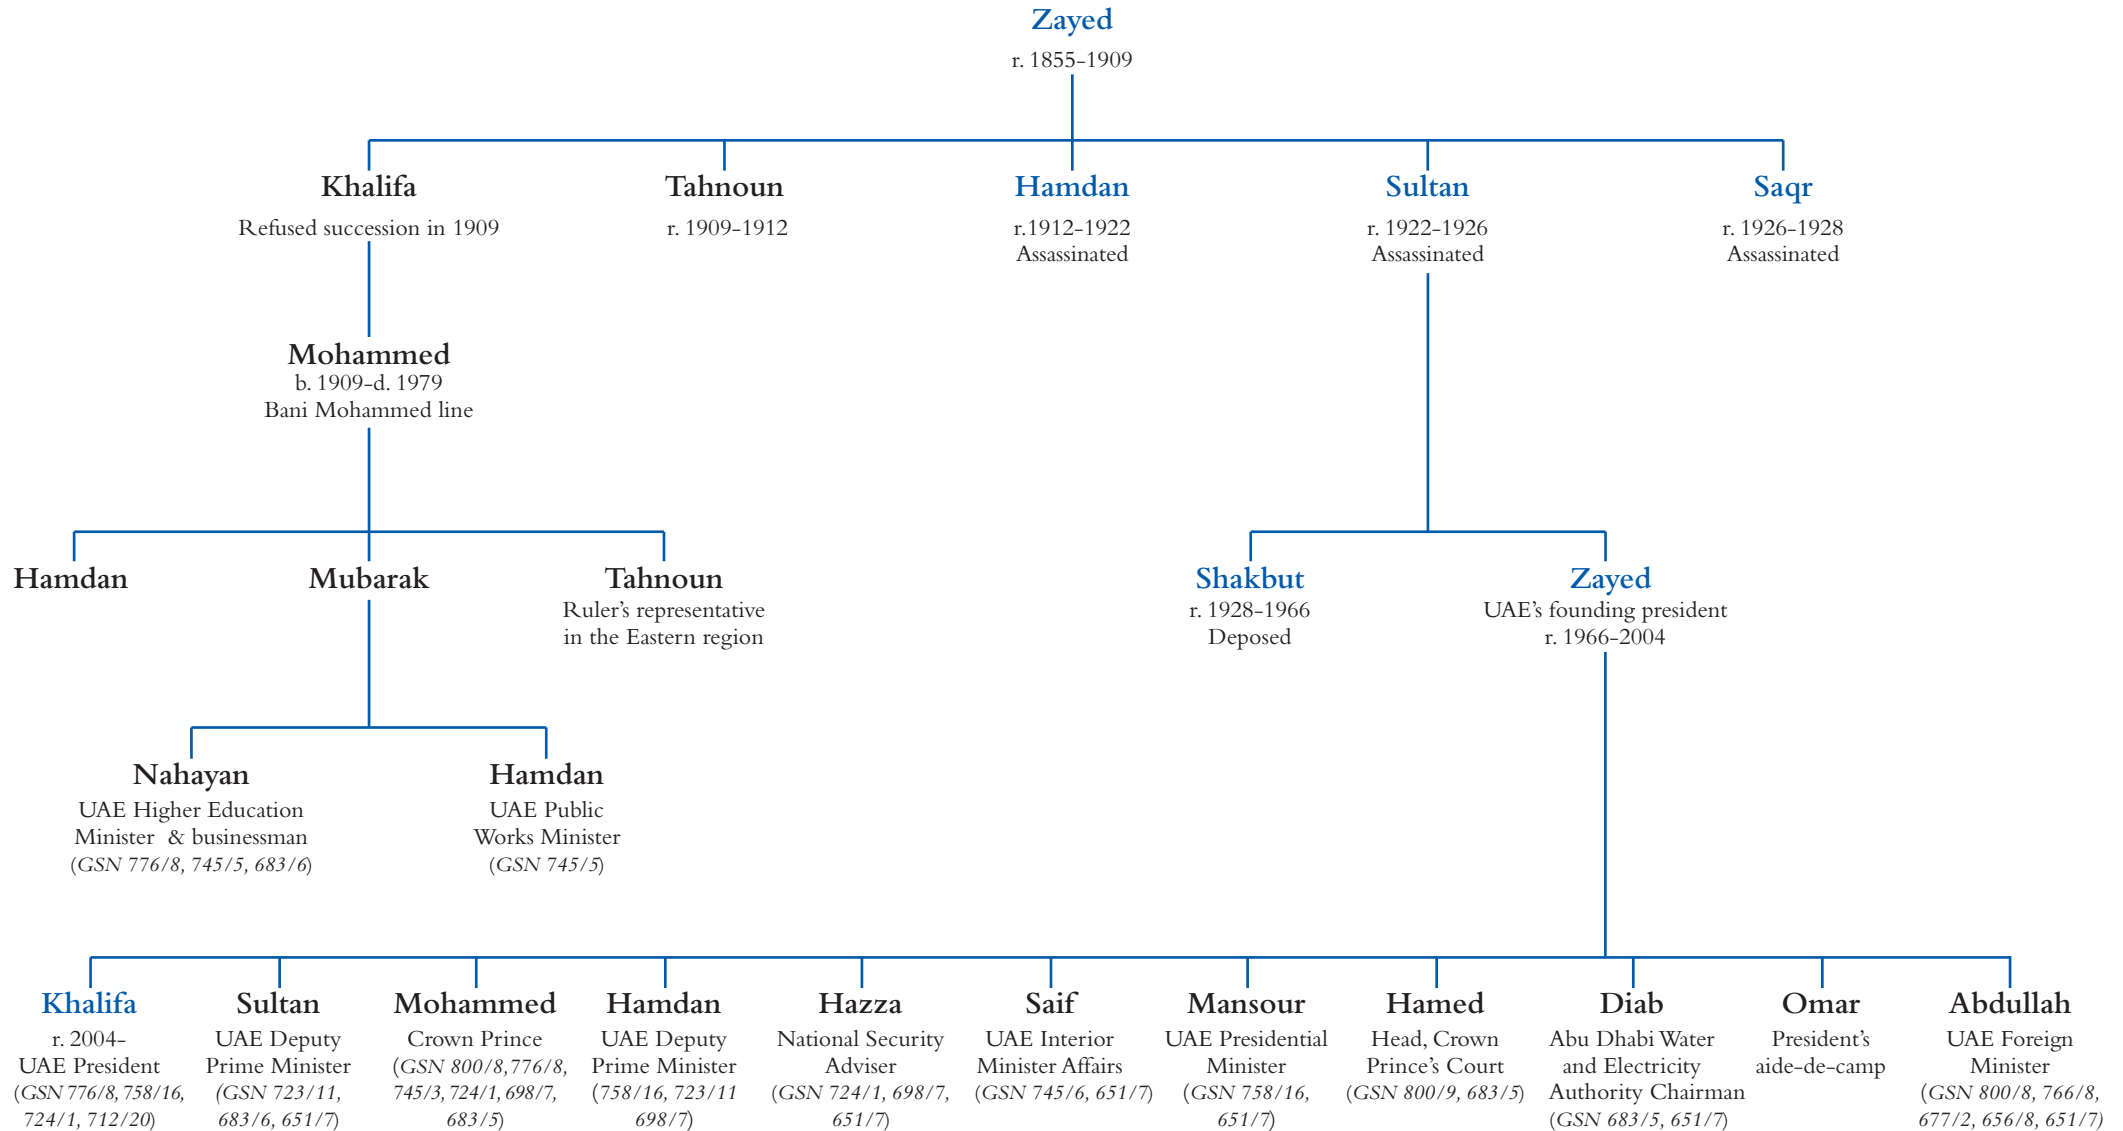 Zayed
r. 1855-1909
Khalifa
Refused succession in 1909
Tahnoun
r. 1909-1912
Hamdan
r.1912-1922
Assassinated
Sultan
r. 1922-1926
Assassinated
Saqr
r. 1926-1928
Assassinated
Mohammed
b. 1909-d. 1979
Bani Mohammed line
Hamdan
Mubarak
Tahnoun
Ruler's representative
in the Eastern region
Shakbut
r. 1928-1966
Deposed
Zayed
UAE's founding president
r. 1966-2004
Nahayan
UAE Higher Education
Minister & businessman
(GSN 776/8, 745/5, 683/6)
Hamdan
UAE Public
Works Minister
(GSN 745/5)
Khalifa
r. 2004-
UAE President
(GSN 776/8, 758/16,
724/1, 712/20)
Sultan
UAE Deputy
Prime Minister
(GSN 723/11,
683/6, 651/7)
Mohammed
Crown Prince
(GSN 800/8,776/8,
745/3, 724/1, 698/7,
683/5)
Hamdan
UAE Deputy
Prime Minister
(758/16, 723/11
698/7)
Hazza
National Security
Adviser
(GSN 724/1, 698/7,
651/7)
Saif
UAE Interior
Minister Affairs
(GSN 745/6, 651/7)
Mansour
UAE Presidential
Minister
(GSN 758/16,
651/7)
Hamed
Head, Crown
Prince's Court
(GSN 800/9, 683/5)
Diab
Abu Dhabi Water
and Electricity
Authority Chairman
(GSN 683/5, 651/7)
Omar
President's
aide-de-camp
Abdullah
UAE Foreign
Minister
(GSN 800/8, 766/8,
677/2, 656/8, 651/7)